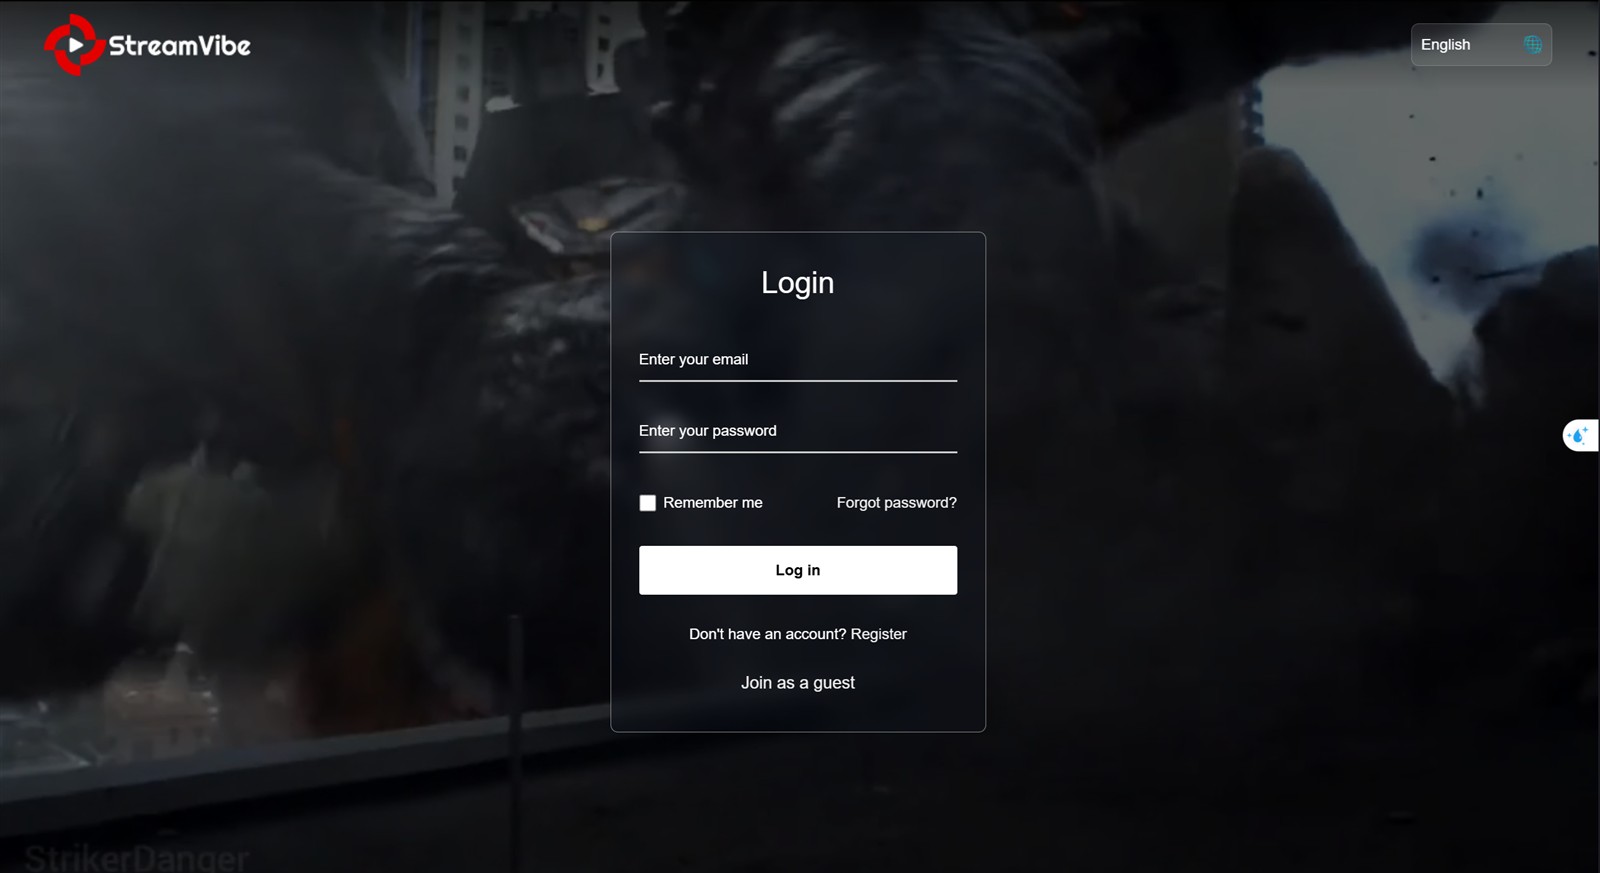 StreamVibe
English
Login
Enter your email
Enter your password
Remember me
Forgot password?
Log in
Don't have an account? Register
Join as a guest
StrikerDanger